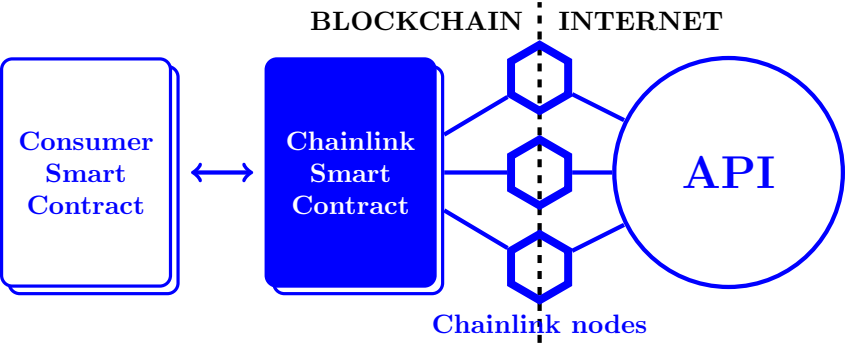 BLOCKCHAIN INTERNET
Consumer
Smart
Contract
Chainlink
Smart
Contract
API
Chainlink nodes